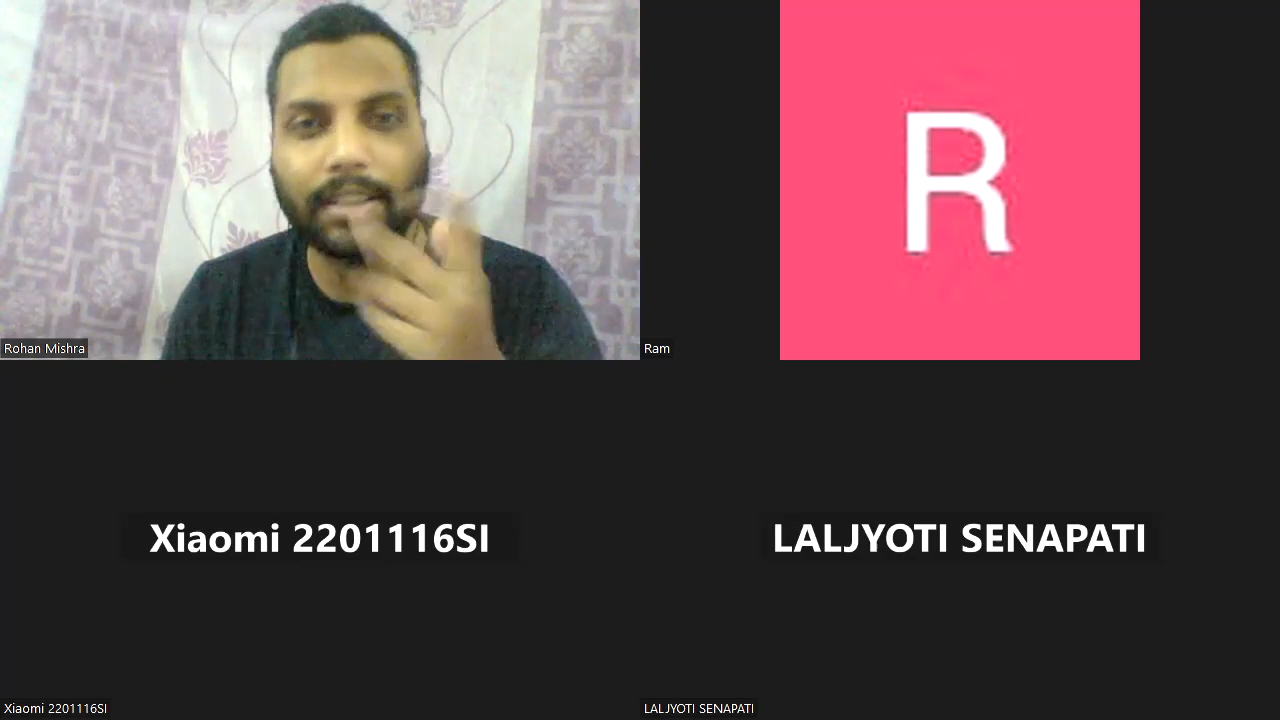 R
Rohan Mishra
Ram
Xiaomi 2201116SI
LALJYOTI SENAPATI
Xiaomi 2201116SI
LALJYOTI SENAPATI